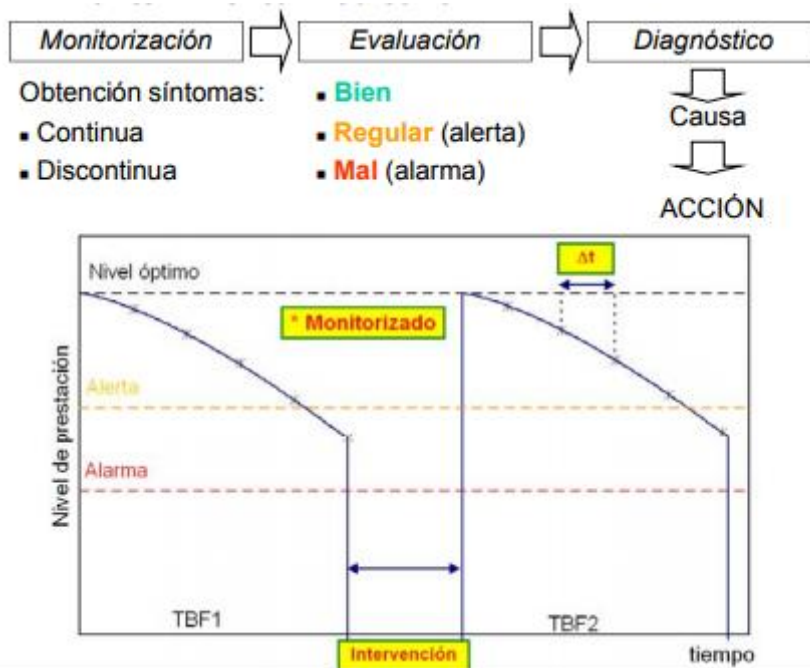 Monitorización Evaluación Diagnóstico
Obtención síntomas:
▪ Continua
▪ Discontinua
▪ Bien
▪ Regular (alerta)
▪ Mal (alarma)
Causa
ACCIÓN
Nivel óptimo
Δt
* Monitorizado
Alerta
Alarma
Nivel de prestación
TBF1
TBF2
Intervención
tiempo